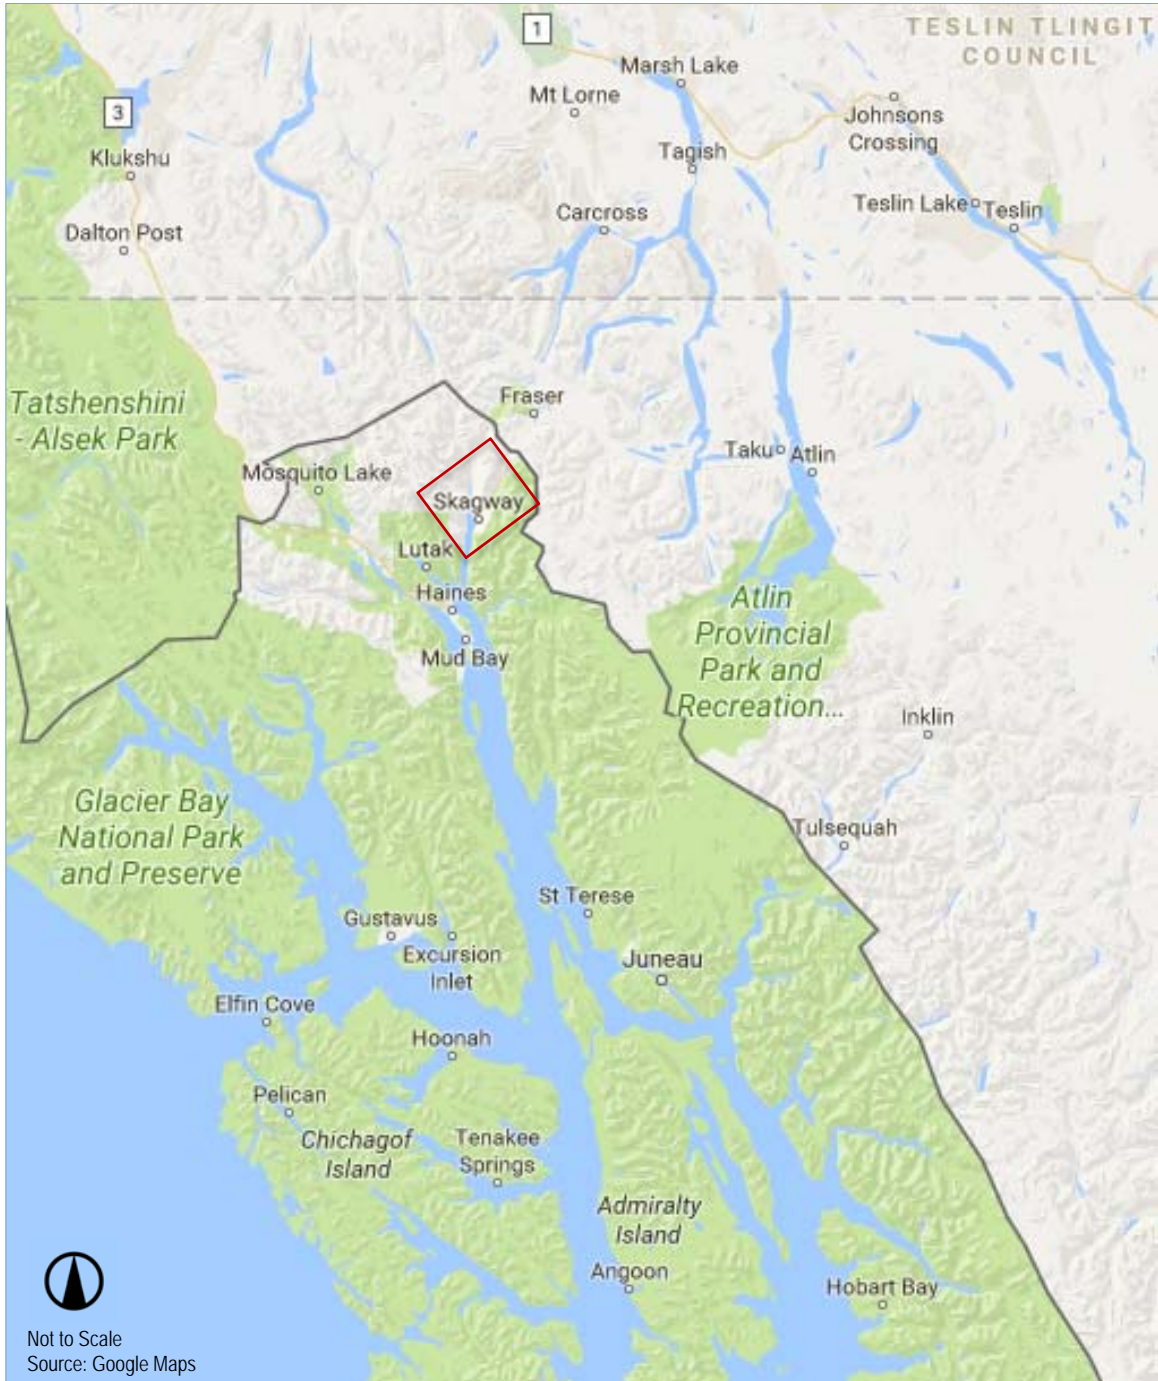 TESLIN TLINGIT
COUNCIL
1
Marsh Lake
Mt Lorne
3
Johnsons
Crossing
Klukshu
Tagish
Carcross
Teslin Lake
Teslin
Dalton Post
Tatshenshini
- Alsek Park
Fraser
Mosquito Lake
Taku
Atlin
Skagway
Lutak
Haines
Mud Bay
Atlin
Provincial
Park and
Recreation...
Inklin
Glacier Bay
National Park
and Preserve
Tulsequah
St Terese
Gustavus
Excursion
Inlet
Juneau
Elfin Cove
Hoonah
Pelican
Chichagof
Island
Tenakee
Springs
Admiralty
Island
Angoon
Hobart Bay
Not to Scale
Source: Google Maps